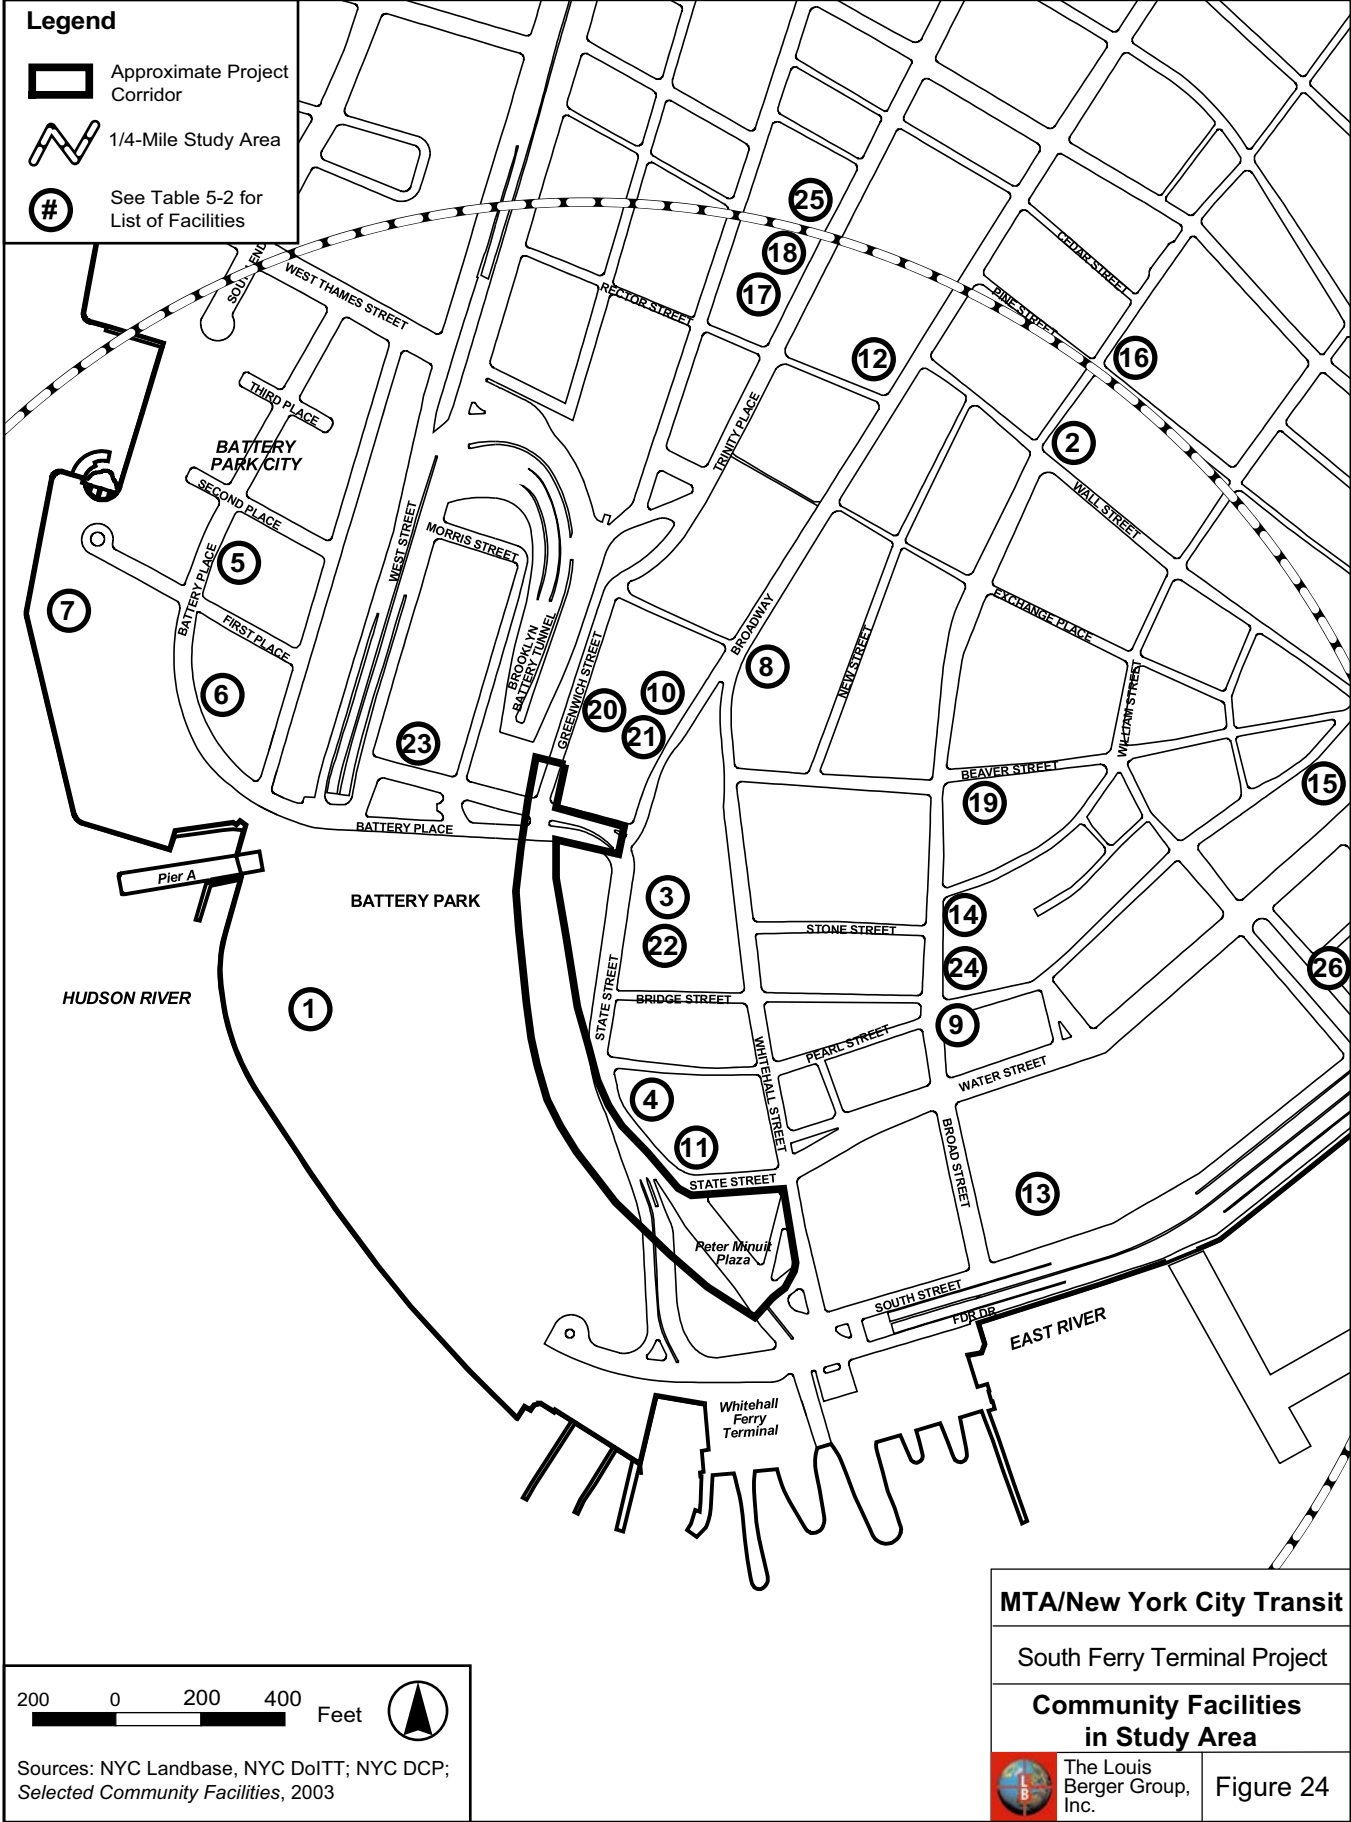 Legend
Approximate Project
Corridor
1/4-Mile Study Area
#
See Table 5-2 for
List of Facilities
25
18
17
CEDAR STREET
WEST THAMES STREET
RECTOR STREET
PINE STREET
16
12
THIRD PLACE
TRINITY PLACE
2
BATTERY
PARK CITY
SECOND PLACE
WALL STREET
WEST STREET
MORRIS STREET
5
BATTERY PLACE
7
FIRST PLACE
EXCHANGE PLACE
BROADWAY
NEW STREET
8
BROOKLYN
BATTERY TUNNEL
GREENWICH STREET
6
10
20
21
23
WILLIAM STREET
BEAVER STREET
19
15
BATTERY PLACE
Pier A
BATTERY PARK
3
14
22
STONE STREET
24
26
HUDSON RIVER
1
STATE STREET
BRIDGE STREET
9
PEARL STREET
WHITEHALL STREET
WATER STREET
4
11
BROAD STREET
STATE STREET
13
Peter Minuit
Plaza
SOUTH STREET
FDR DR
EAST RIVER
Whitehall
Ferry
Terminal
MTA/New York City Transit
South Ferry Terminal Project
Community Facilities
in Study Area
The Louis
Berger Group,
Inc.
L
B
Figure 24
200 0 200 400
Feet
Sources: NYC Landbase, NYC DoITT; NYC DCP;
Selected Community Facilities, 2003